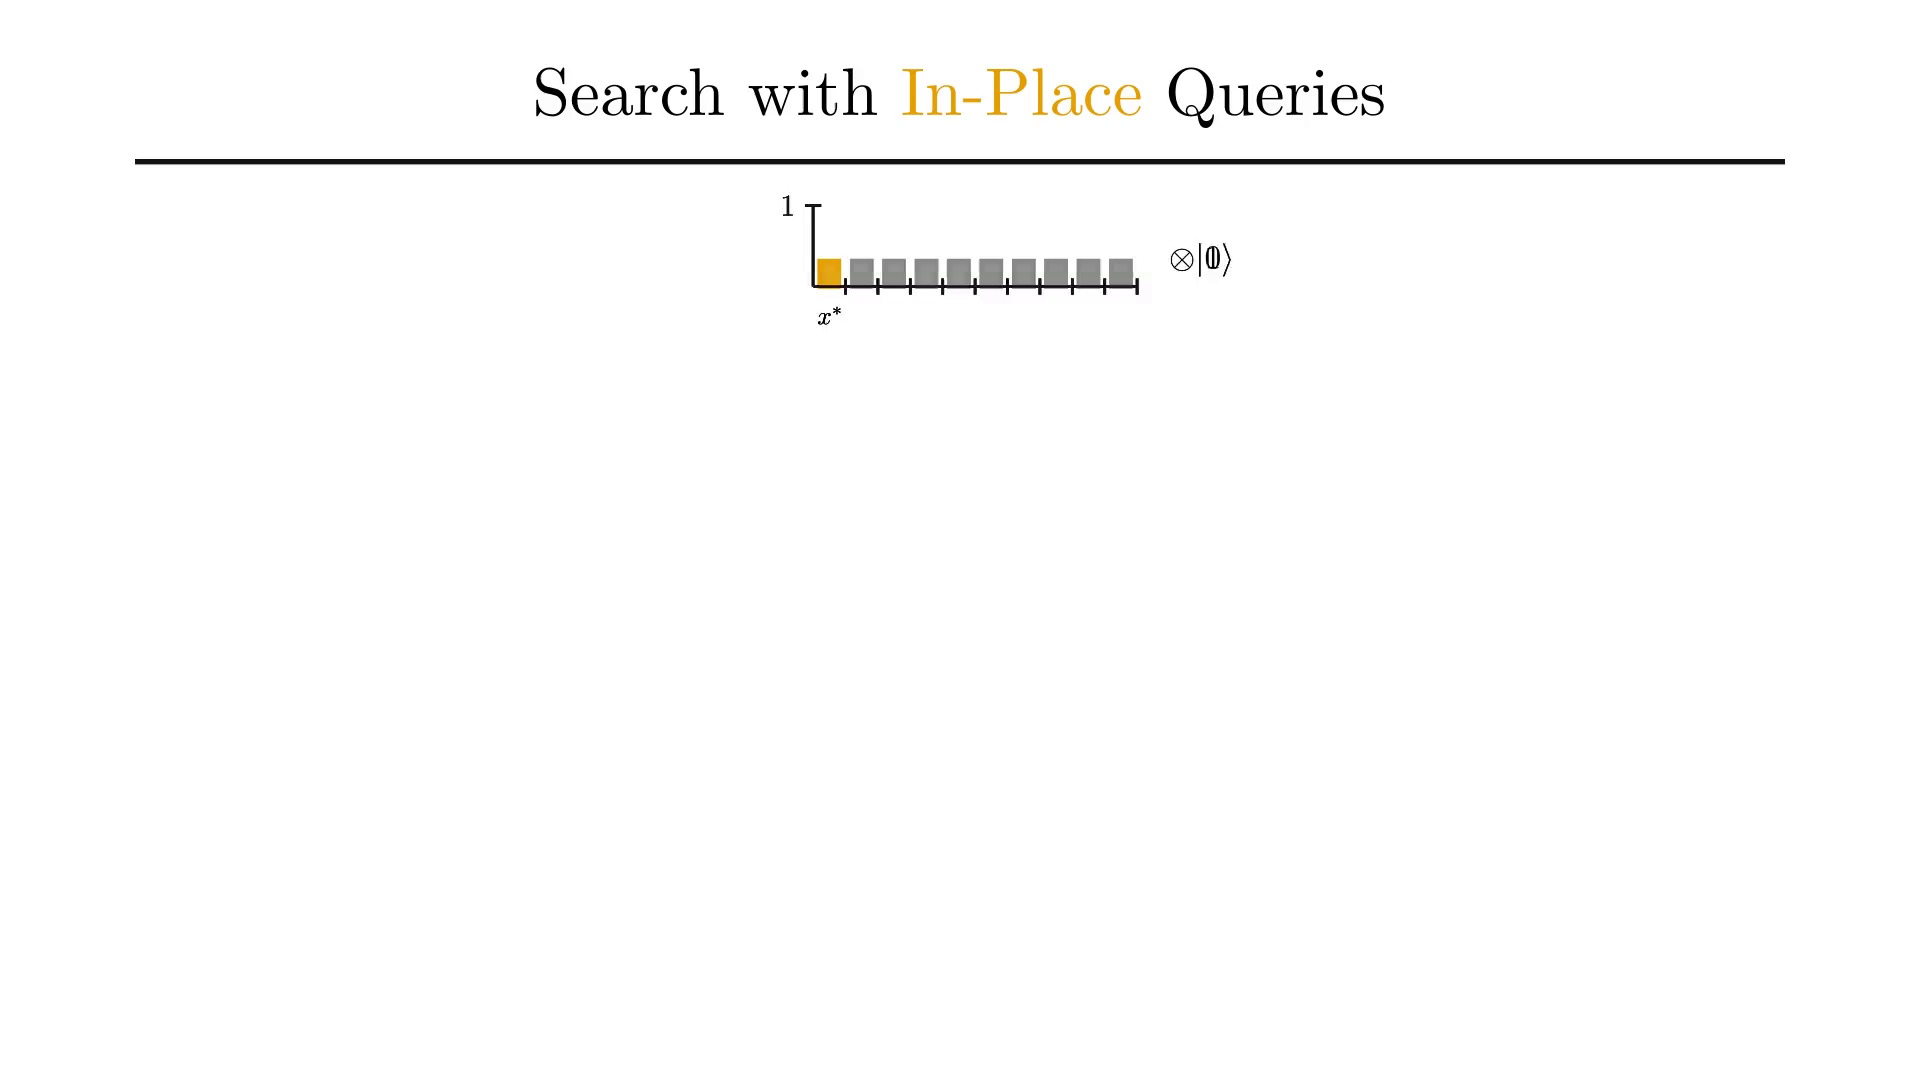 Search with In-Place Queries
1
⊗|0⟩
x*